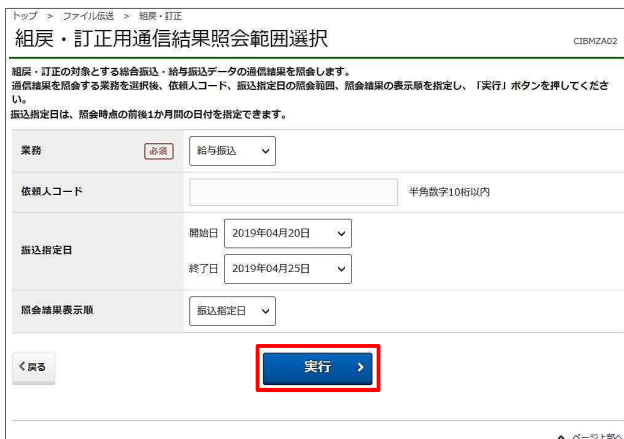 トップ > ファイル伝送 > 組戻・訂正
組戻・訂正用通信結果照会範囲選択
CIBMZA02
組戻・訂正の対象とする総合振込・給与振込データの通信結果を照会します。
通信結果を照会する業務を選択後、依頼人コード、振込指定日の照会範囲、照会結果の表示順を指定し、「実行」ボタンを押してくださ
い。
振込指定日は、照会時点の前後1か月間の日付を指定できます。
業務 必須 給与振込
依頼人コード 半角数字10桁以内
開始日 2019年04月20日
振込指定日
終了日 2019年04月25日
照会結果表示順 振込指定日
戻る 実行
ページ上部へ